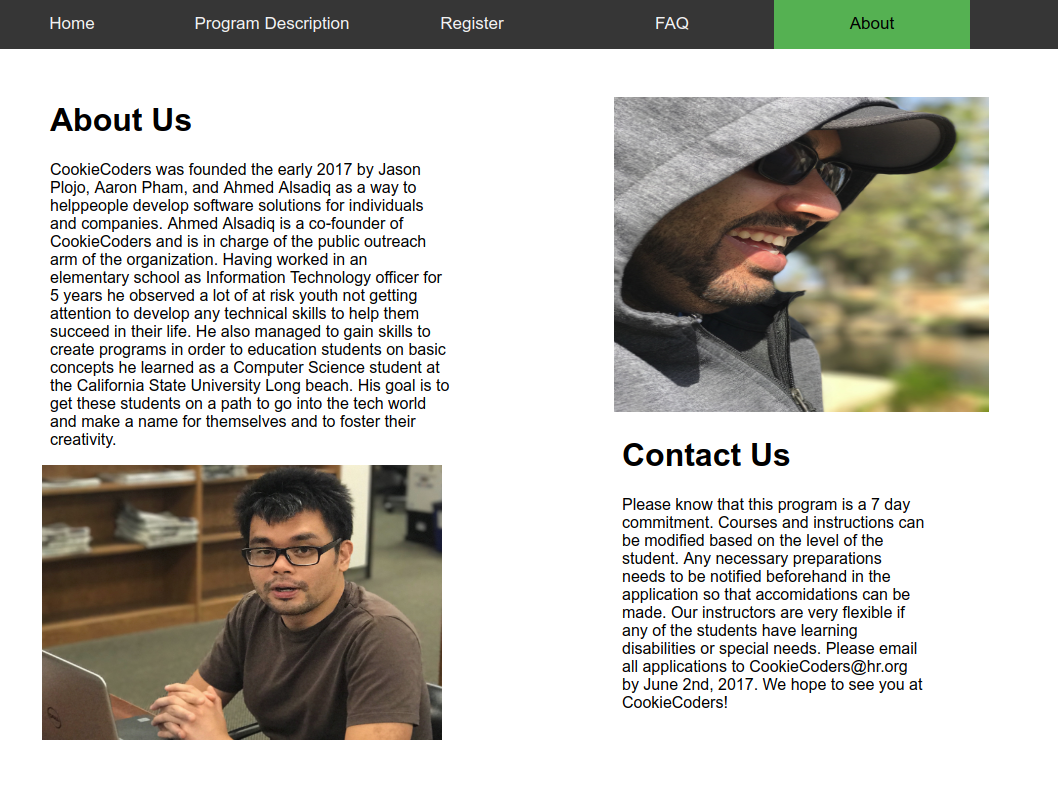 Home Program Description Register FAQ About
About Us
CookieCoders was founded the early 2017 by Jason
Plojo, Aaron Pham, and Ahmed Alsadiq as a way to
helppeople develop software solutions for individuals
and companies. Ahmed Alsadiq is a co-founder of
CookieCoders and is in charge of the public outreach
arm of the organization. Having worked in an
elementary school as Information Technology officer for
5 years he observed a lot of at risk youth not getting
attention to develop any technical skills to help them
succeed in their life. He also managed to gain skills to
create programs in order to education students on basic
concepts he learned as a Computer Science student at
the California State University Long beach. His goal is to
get these students on a path to go into the tech world
and make a name for themselves and to foster their
creativity.
Contact Us
Please know that this program is a 7 day
commitment. Courses and instructions can
be modified based on the level of the
student. Any necessary preparations
needs to be notified beforehand in the
application so that accomidations can be
made. Our instructors are very flexible if
any of the students have learning
disabilities or special needs. Please email
all applications to CookieCoders@hr.org
by June 2nd, 2017. We hope to see you at
CookieCoders!